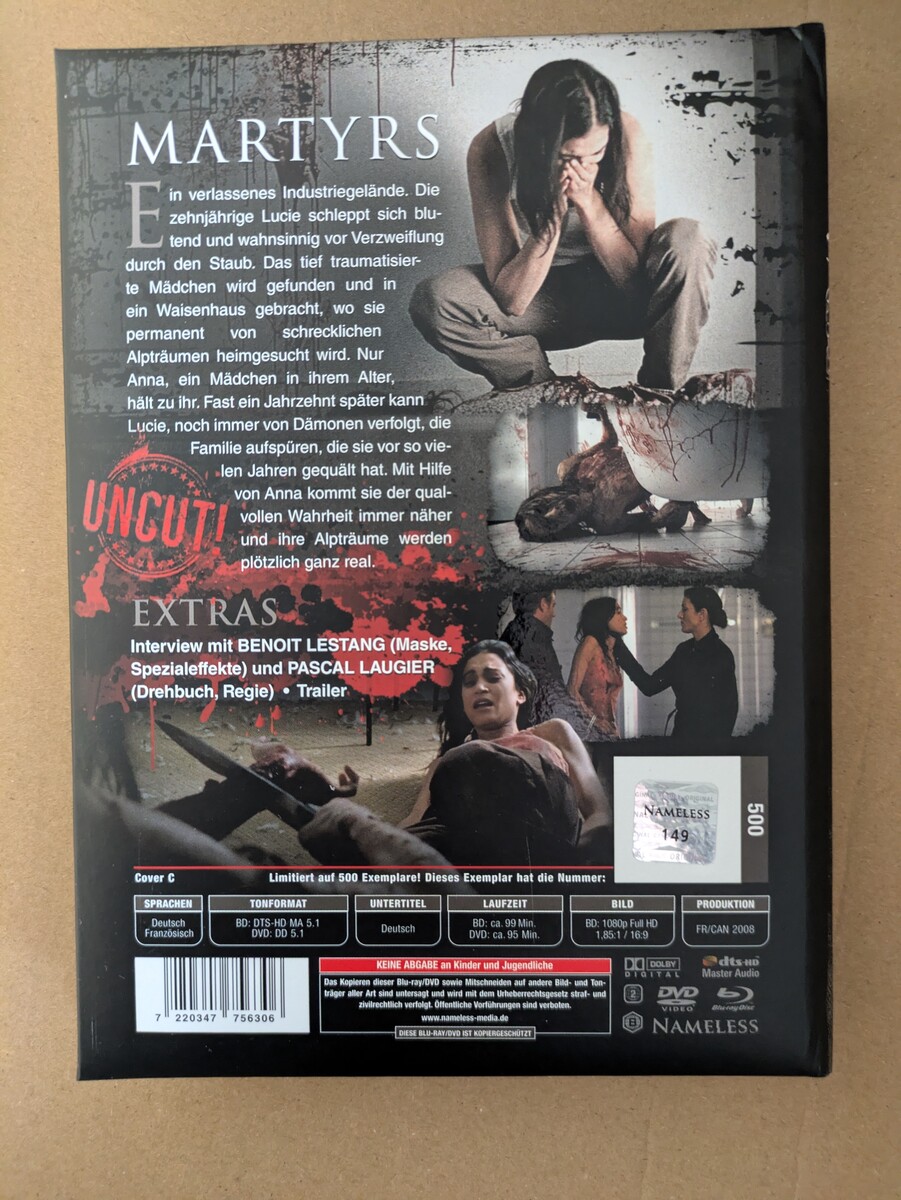 MARTYRS
Ein verlassenes Industriegelände. Die
zehnjährige Lucie schleppt sich blu-
tend und wahnsinnig vor Verzweiflung
durch den Staub. Das tief traumatisier-
te Mädchen wird gefunden und in
ein Waisenhaus gebracht, wo sie
permanent von schrecklichen
Alpträumen heimgesucht wird. Nur
Anna, ein Mädchen in ihrem Alter,
hält zu ihr. Fast ein Jahrzehnt später kann
Lucie, noch immer von Dämonen verfolgt, die
Familie aufspüren, die sie vor so vie-
len Jahren gequält hat. Mit Hilfe
von Anna kommt sie der qual-
vollen Wahrheit immer näher
und ihre Alpträume werden
plötzlich ganz real.
UNCUT!
EXTRAS
Interview mit BENOIT LESTANG (Maske,
Spezialeffekte) und PASCAL LAUGIER
(Drehbuch, Regie) • Trailer
NAMELESS
149
500
Cover C
Limitiert auf 500 Exemplare! Dieses Exemplar hat die Nummer:
SPRACHEN
Deutsch
Französisch
TONFORMAT
BD: DTS-HD MA 5.1
DVD: DD 5.1
UNTERTITEL
Deutsch
LAUFZEIT
BD: ca. 99 Min.
DVD: ca. 95 Min.
BILD
BD: 1080p Full HD
1,85:1 / 16:9
PRODUKTION
FR/CAN 2008
7 220347 756306
KEINE ABGABE an Kinder und Jugendliche
Das Kopieren dieser Blu-ray/DVD sowie Mitschneiden auf andere Bild- und Ton-
träger aller Art sind untersagt und wird mit dem Urheberrechtsgesetz straf- und
zivilrechtlich verfolgt. Öffentliche Vorführungen sind verboten.
www.nameless-media.de
DIESE BLU-RAY/DVD IST KOPIERGESCHÜTZT
DOLBY
DIGITAL
dts-HD
Master Audio
2
DVD
VIDEO
Blu-ray Disc
B
NAMELESS